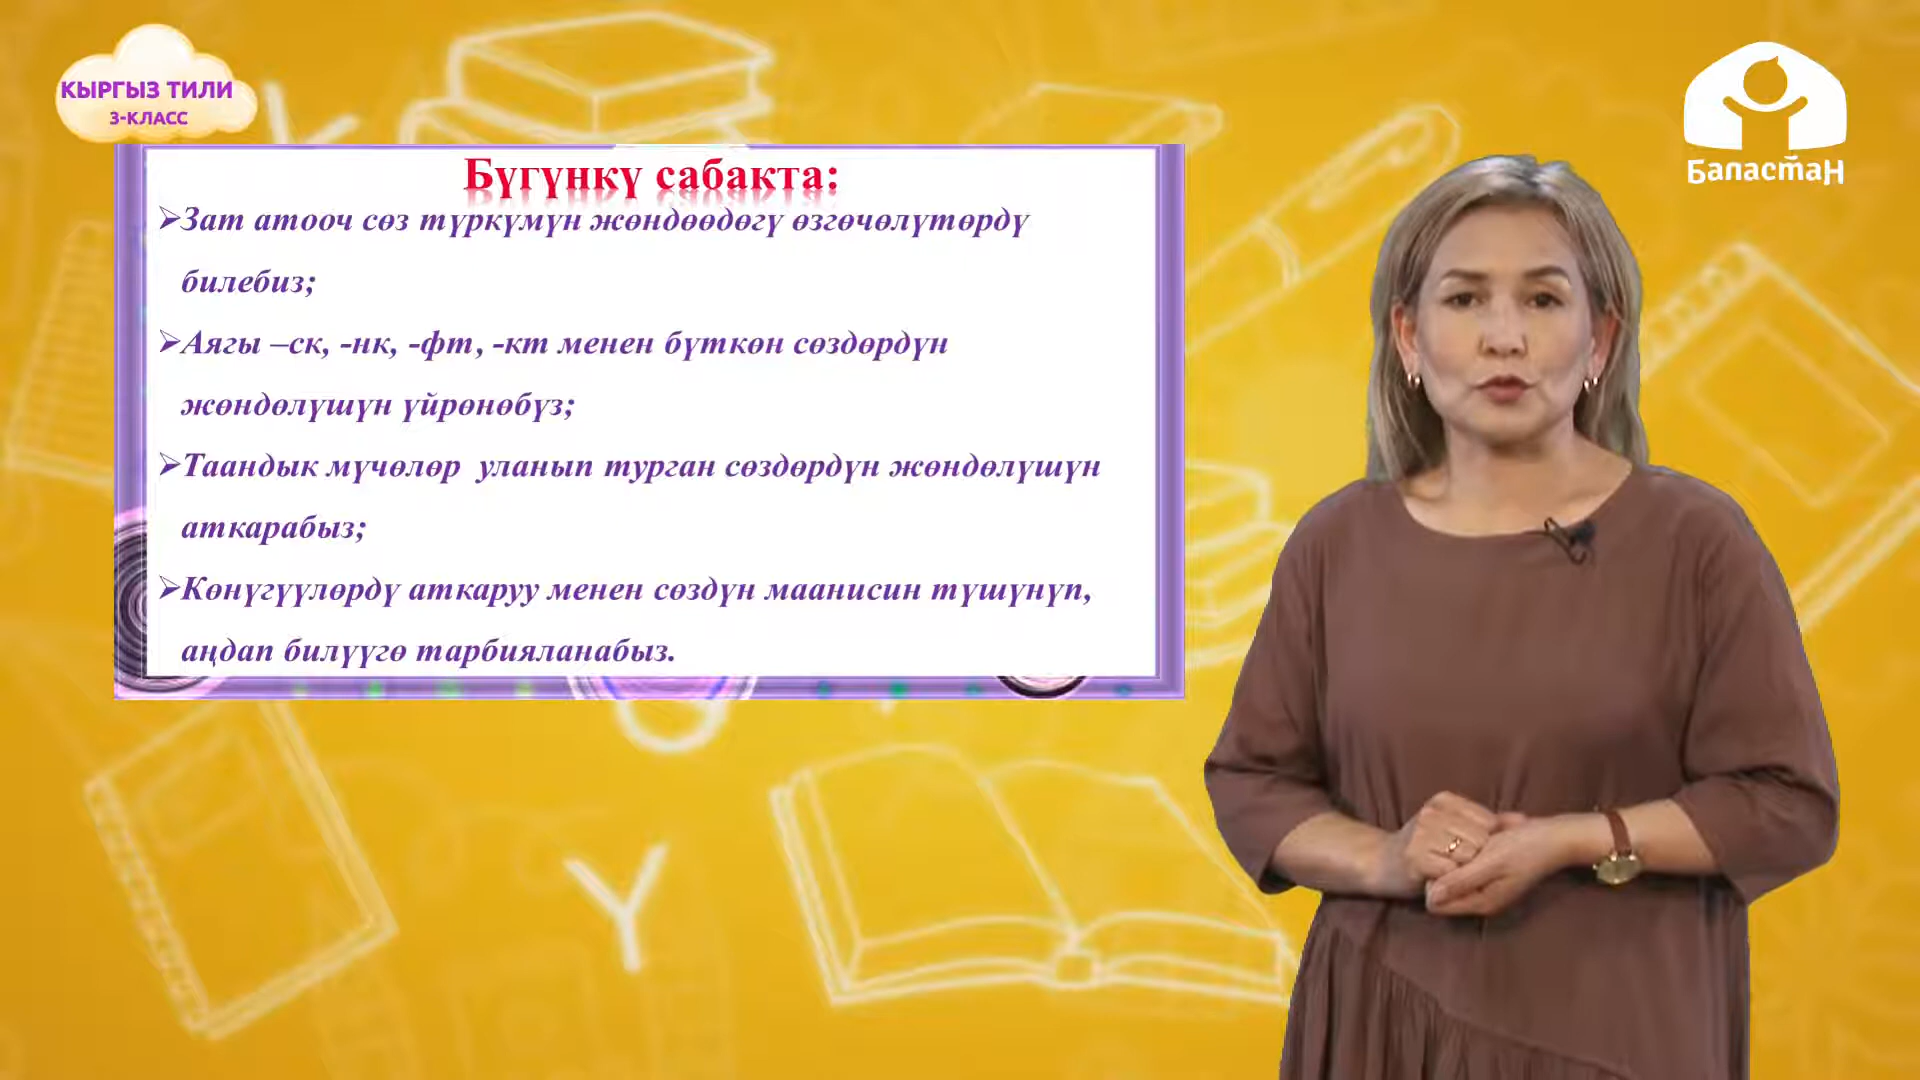 КЫРГЫЗ ТИЛИ
3-КЛАСС
Баластан
Бүгүнкү сабакта:
➢Зат атооч сөз түркүмүн жөндөөдөгү өзгөчөлүтөрдү
билебиз;
➢Аягы –ск, -нк, -фт, -кт менен бүткөн сөздөрдүн
жөндөлүшүн үйрөнөбүз;
➢Таандык мүчөлөр уланып турган сөздөрдүн жөндөлүшүн
аткарабыз;
➢Көнүгүүлөрдү аткаруу менен сөздүн маанисин түшүнүп,
аңдап билүүгө тарбияланабыз.